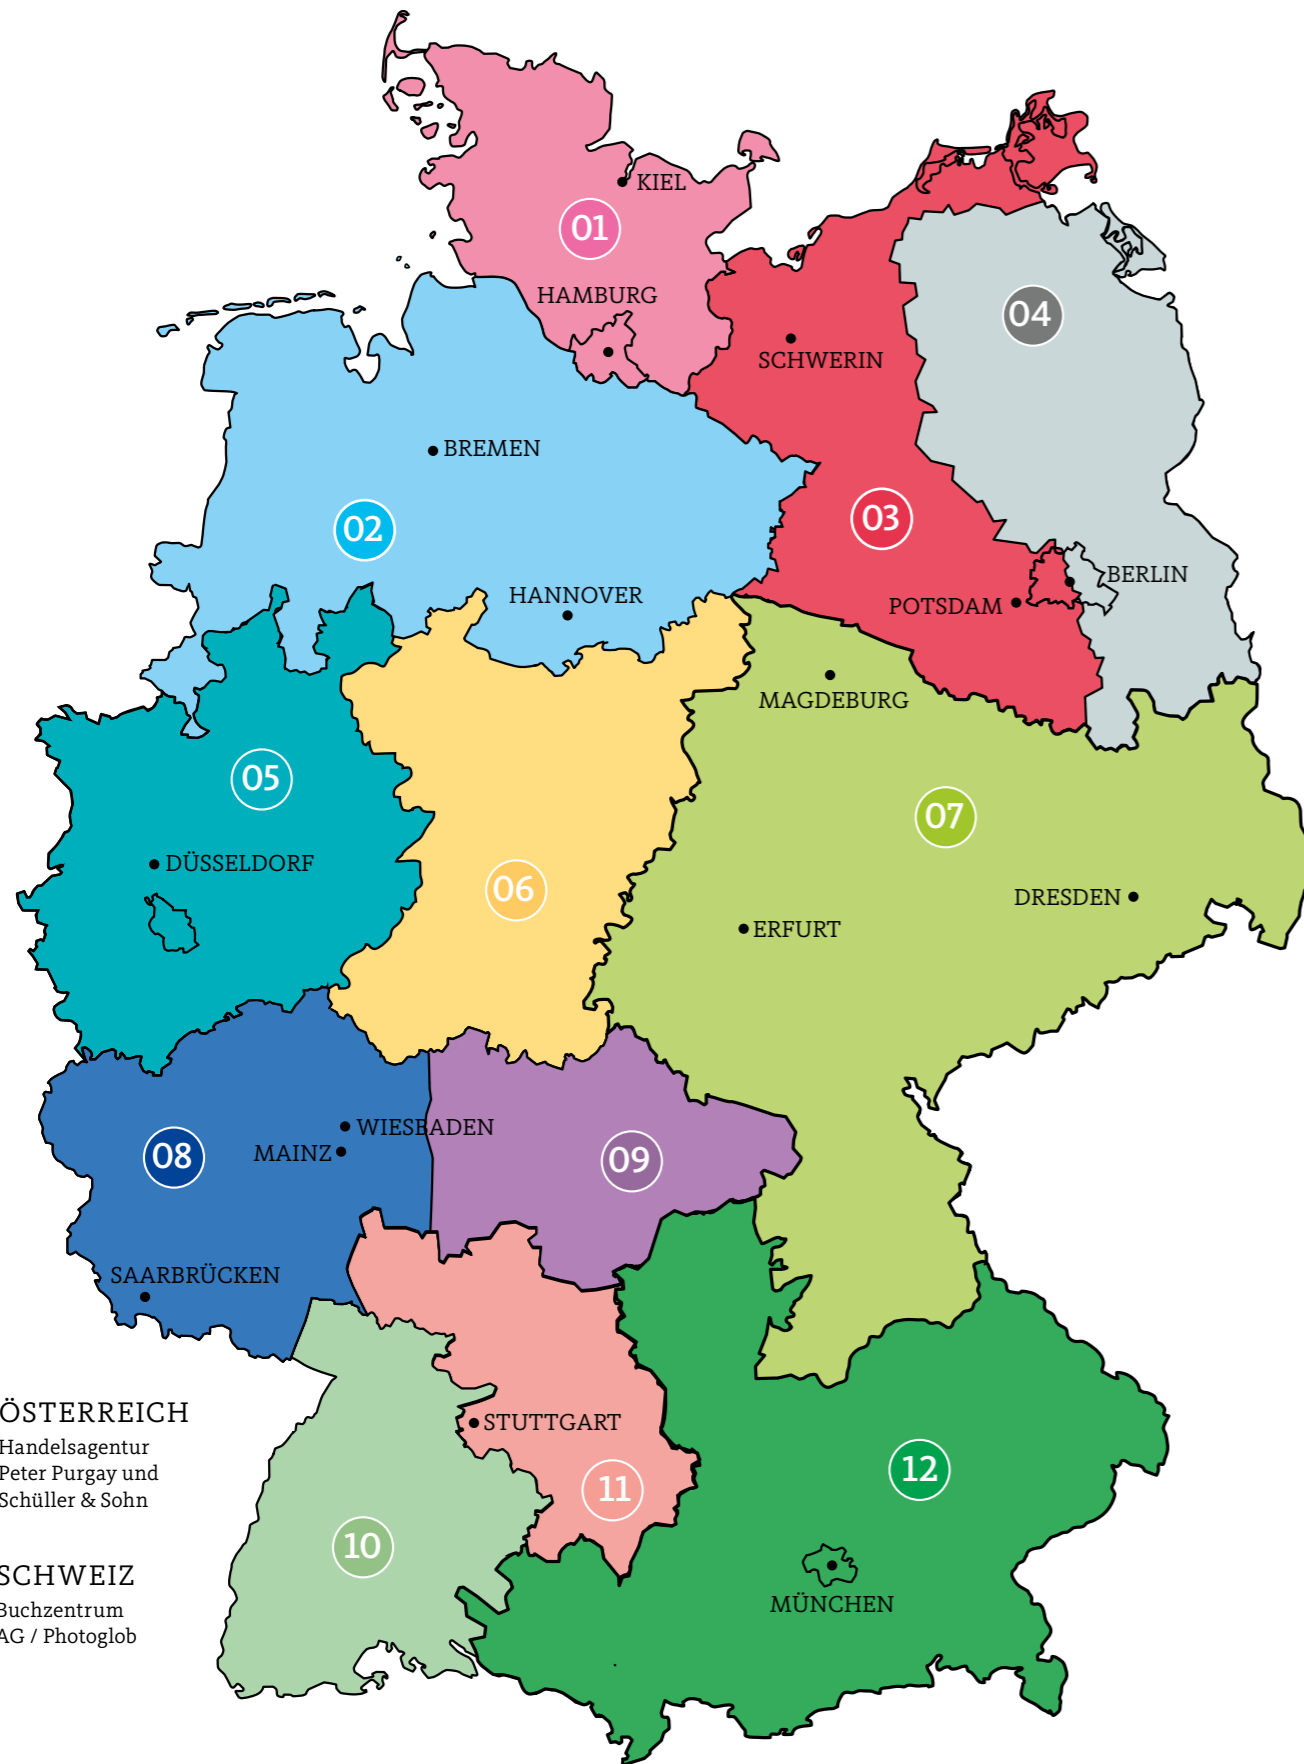 KIEL
01
HAMBURG
04
SCHWERIN
BREMEN
03
02
BERLIN
HANNOVER
POTSDAM
MAGDEBURG
05
07
DÜSSELDORF
06
DRESDEN
ERFURT
WIESBADEN
MAINZ
08
09
SAARBRÜCKEN
ÖSTERREICH
Handelsagentur
Peter Purgay und
Schüller & Sohn
STUTTGART
12
11
10
SCHWEIZ
Buchzentrum
AG / Photoglob
MÜNCHEN